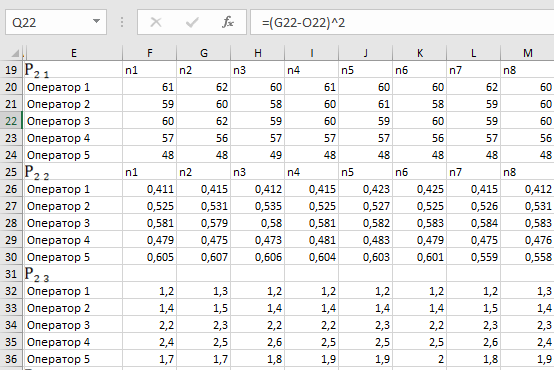 Q22 fx =(G22-O22)^2
E F G H I J K L M
19 P2 1 n1 n2 n3 n4 n5 n6 n7 n8
20 Оператор 1 61 62 60 61 60 60 62 60
21 Оператор 2 59 60 58 60 61 58 59 60
22 Оператор 3 60 62 59 60 59 60 59 60
23 Оператор 4 57 56 57 57 57 56 57 56
24 Оператор 5 48 48 49 48 48 48 48 48
25 P2 2 n1 n2 n3 n4 n5 n6 n7 n8
26 Оператор 1 0,411 0,415 0,412 0,415 0,423 0,425 0,415 0,412
27 Оператор 2 0,525 0,531 0,535 0,525 0,527 0,525 0,526 0,531
28 Оператор 3 0,581 0,579 0,58 0,581 0,582 0,583 0,584 0,583
29 Оператор 4 0,479 0,475 0,473 0,481 0,483 0,479 0,475 0,476
30 Оператор 5 0,605 0,607 0,606 0,604 0,603 0,601 0,559 0,558
31 P2 3
32 Оператор 1 1,2 1,3 1,2 1,2 1,2 1,2 1,2 1,3
33 Оператор 2 1,4 1,5 1,4 1,4 1,4 1,4 1,5 1,4
34 Оператор 3 2,2 2,3 2,2 2,2 2,3 2,2 2,3 2,3
35 Оператор 4 2,4 2,5 2,6 2,5 2,5 2,5 2,6 2,4
36 Оператор 5 1,7 1,7 1,8 1,9 1,9 2 1,8 1,9